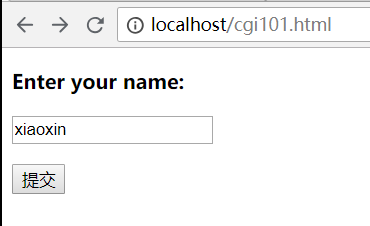 localhost/cgi101.html
Enter your name:
xiaoxin
提交